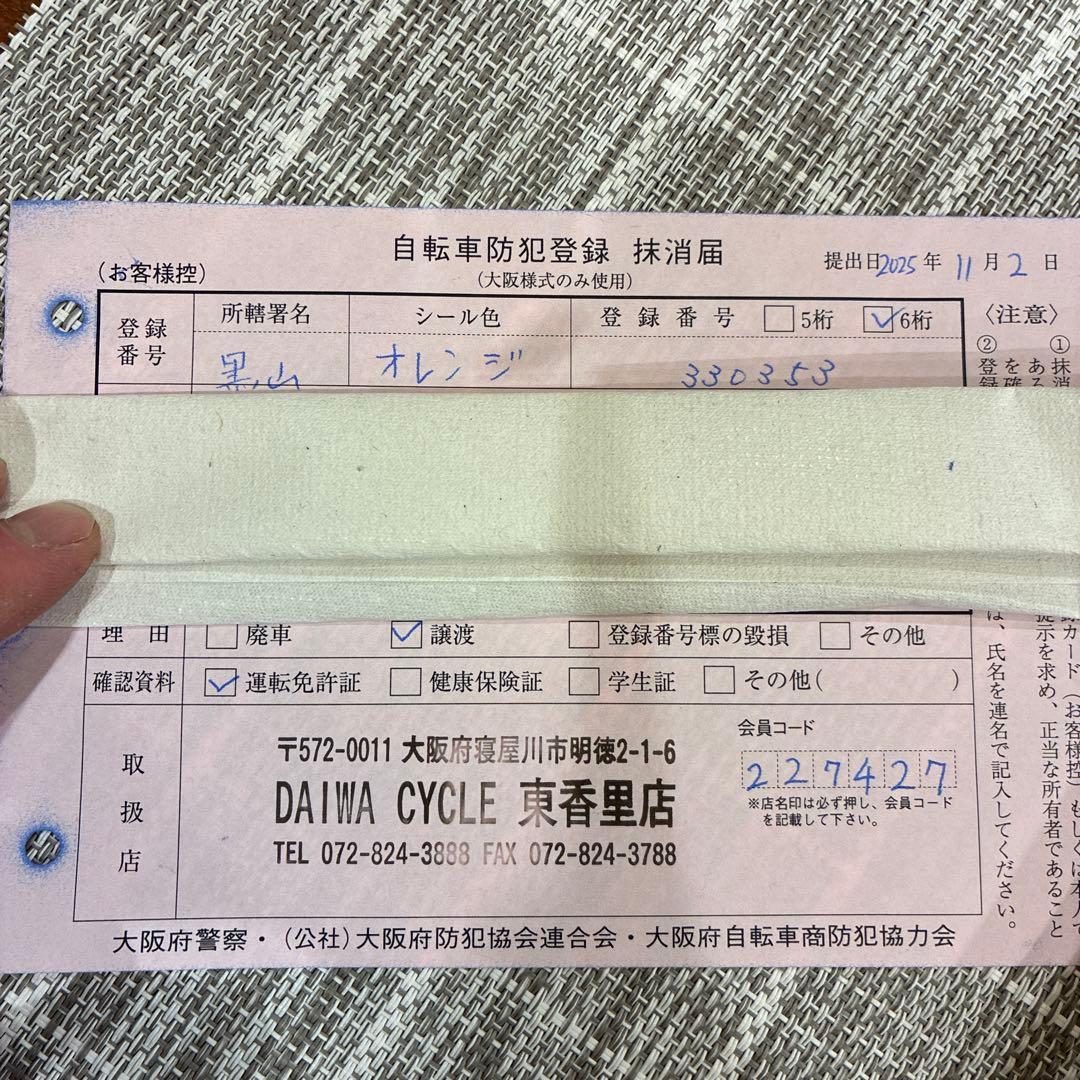 自転車防犯登録 抹消届
(お客様控)
(大阪様式のみ使用)
提出日2025年 11月 2日
登録番号
所轄署名
シール色
登録番号 □5桁 ☑6桁
黒山
オレンジ
330353
理由 □廃車 ☑譲渡 □登録番号標の毀損 □その他
確認資料 ☑運転免許証 □健康保険証 □学生証 □その他( )
取扱店
〒572-0011 大阪府寝屋川市明徳2-1-6
DAIWA CYCLE 東香里店
TEL 072-824-3888 FAX 072-824-3788
会員コード
227427
※店名印は必ず押し、会員コード
を記載して下さい。
大阪府警察・(公社)大阪府防犯協会連合会・大阪府自転車商防犯協力会
〈注意〉
① 抹消
ある
を確
② 登録
提示を求め、正当な所有者であること
は、氏名を連名で記入してください。